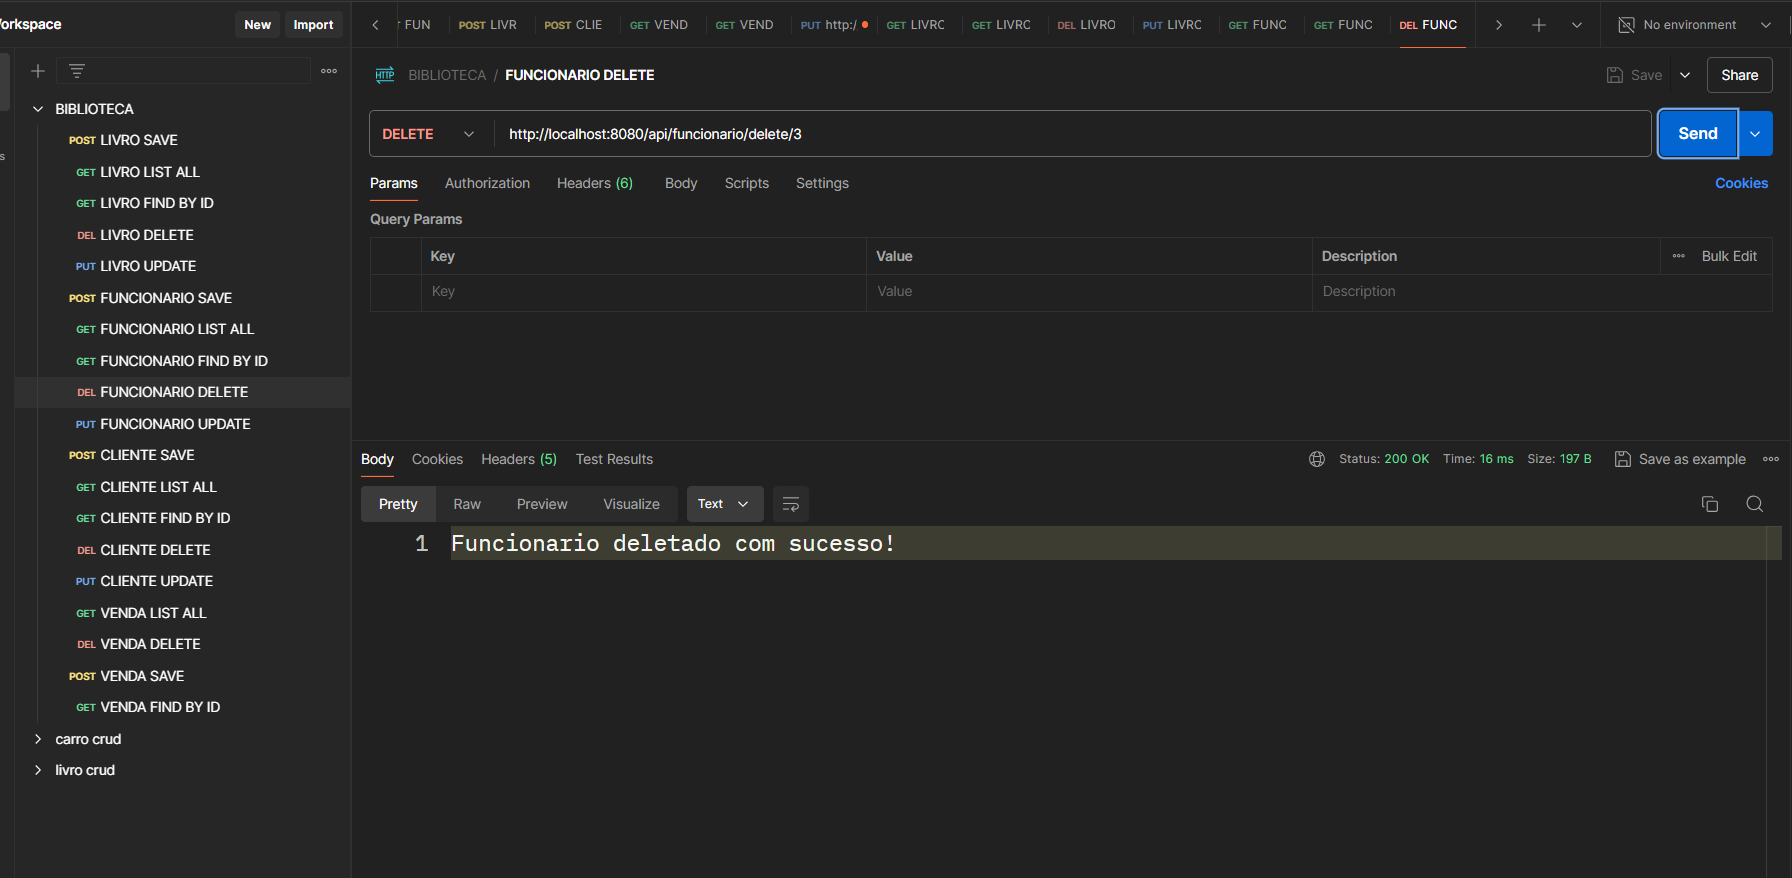 orkspace
New
Import
FUN
POST LIVR
POST CLIE
GET VEND
GET VEND
PUT http:/
GET LIVRC
GET LIVRC
DEL LIVRO
PUT LIVRC
GET FUNC
GET FUNC
DEL FUNC
No environment
HTTP BIBLIOTECA / FUNCIONARIO DELETE
Save
Share
DELETE
http://localhost:8080/api/funcionario/delete/3
Send
Params
Authorization
Headers (6)
Body
Scripts
Settings
Cookies
Query Params
Key
Value
Description
Bulk Edit
Key
Value
Description
s
BIBLIOTECA
POST LIVRO SAVE
GET LIVRO LIST ALL
GET LIVRO FIND BY ID
DEL LIVRO DELETE
PUT LIVRO UPDATE
POST FUNCIONARIO SAVE
GET FUNCIONARIO LIST ALL
GET FUNCIONARIO FIND BY ID
DEL FUNCIONARIO DELETE
PUT FUNCIONARIO UPDATE
POST CLIENTE SAVE
GET CLIENTE LIST ALL
GET CLIENTE FIND BY ID
DEL CLIENTE DELETE
PUT CLIENTE UPDATE
GET VENDA LIST ALL
DEL VENDA DELETE
POST VENDA SAVE
GET VENDA FIND BY ID
carro crud
livro crud
Body
Cookies
Headers (5)
Test Results
Status: 200 OK
Time: 16 ms
Size: 197 B
Save as example
Pretty
Raw
Preview
Visualize
Text
1 Funcionario deletado com sucesso!